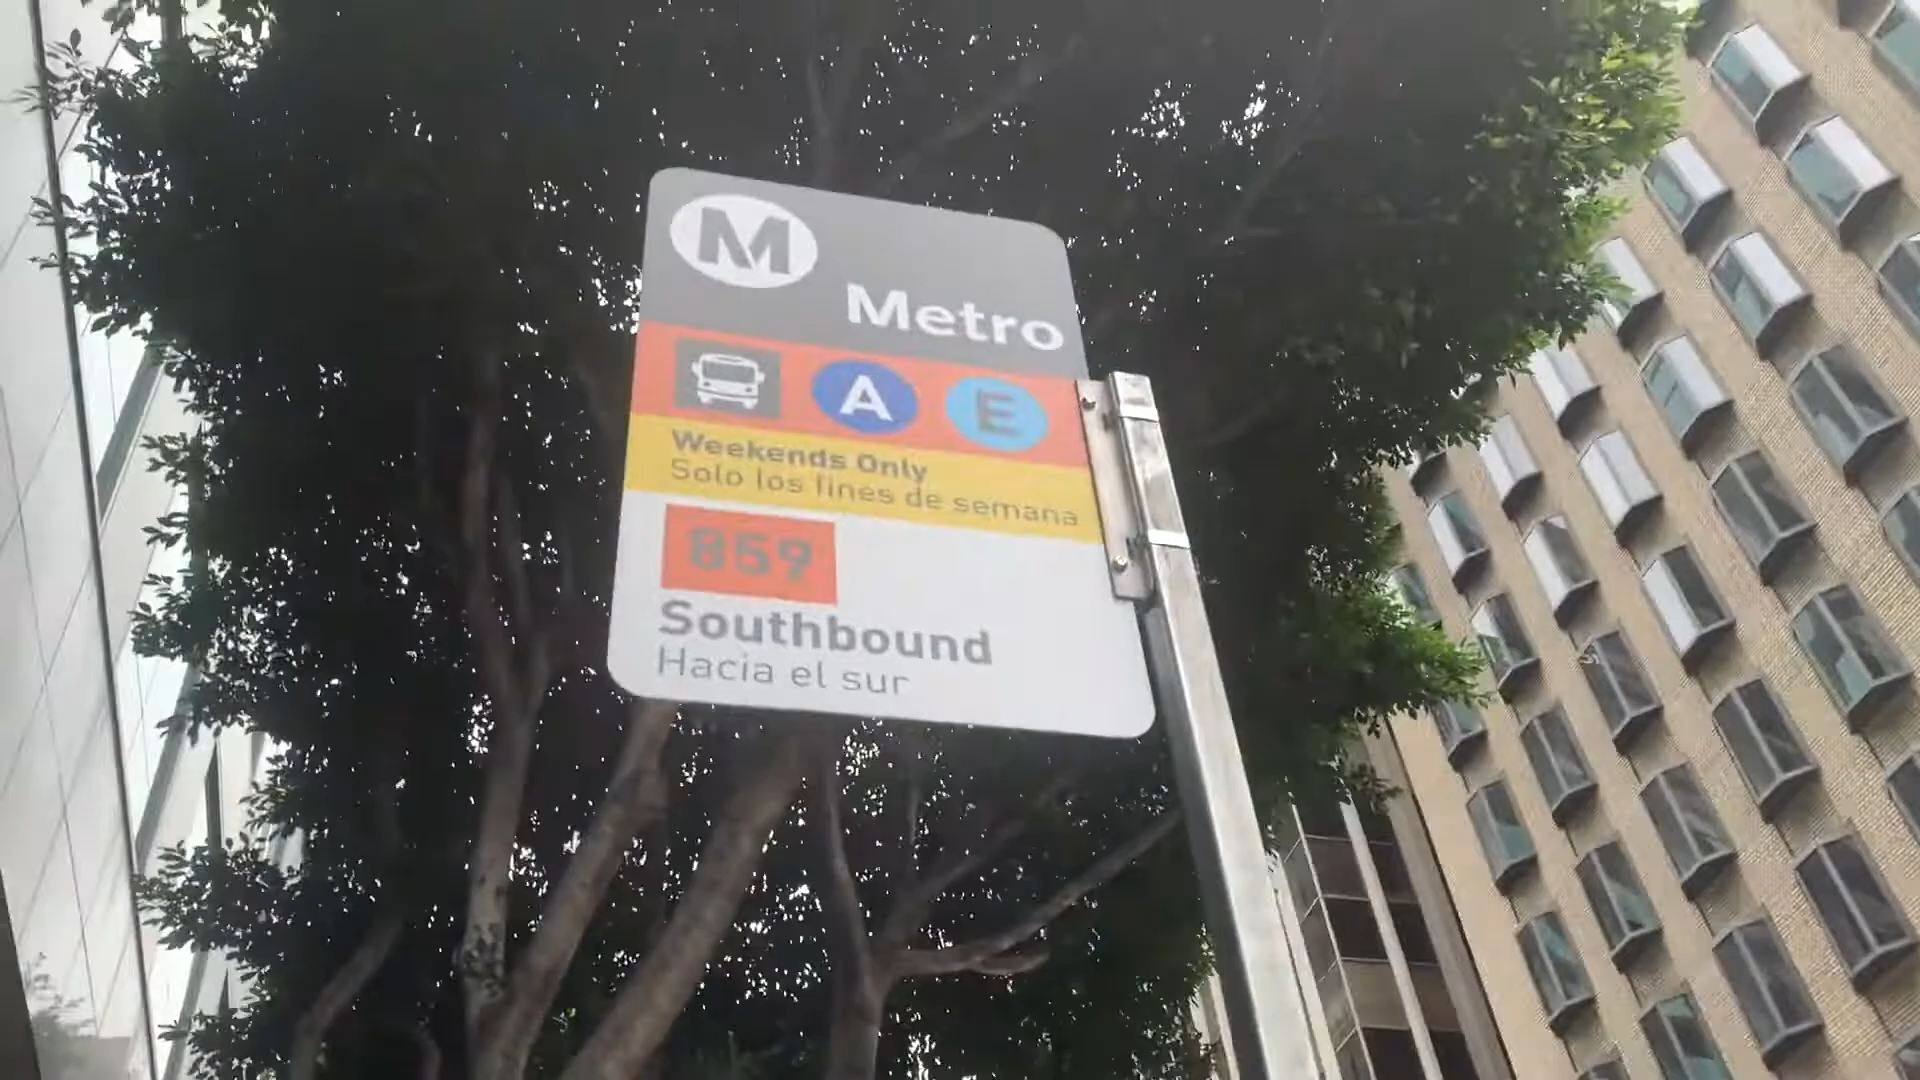 M
Metro
A E
Weekends Only
Solo los fines de semana
859
Southbound
Hacia el sur